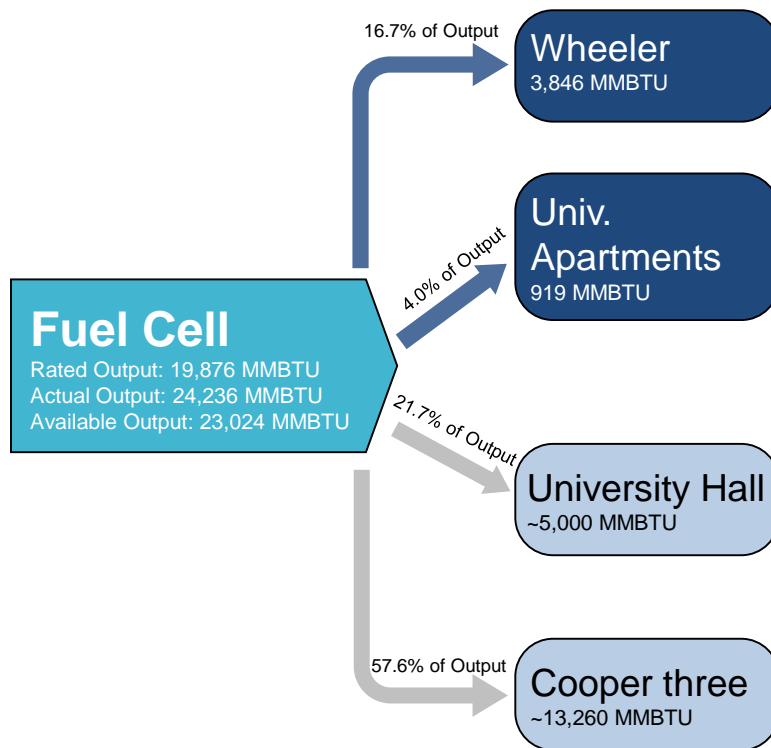 16.7% of Output
Wheeler
3,846 MMBTU
4.0% of Output
Univ.
Apartments
919 MMBTU
Fuel Cell
Rated Output: 19,876 MMBTU
Actual Output: 24,236 MMBTU
Available Output: 23,024 MMBTU
21.7% of Output
University Hall
~5,000 MMBTU
57.6% of Output
Cooper three
~13,260 MMBTU